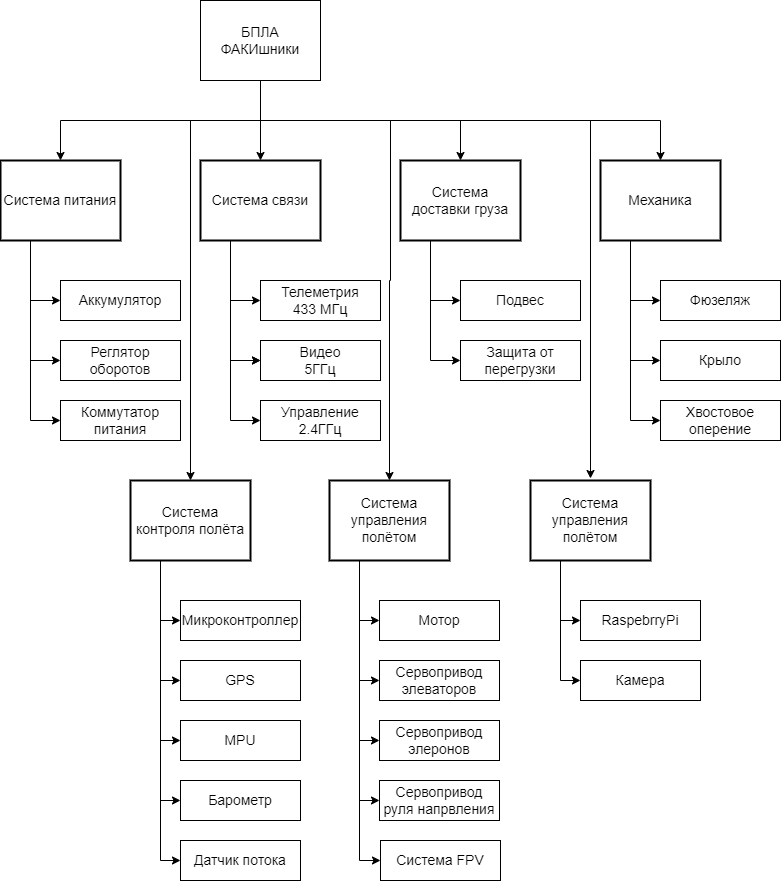 БПЛА
ФАКИшники
Система питания
Аккумулятор
Реглятор
оборотов
Коммутатор
питания
Система связи
Телеметрия
433 МГц
Видео
5ГГц
Управление
2.4ГГц
Система
доставки груза
Подвес
Защита от
перегрузки
Механика
Фюзеляж
Крыло
Хвостовое
оперение
Система
контроля полёта
Микроконтроллер
GPS
MPU
Барометр
Датчик потока
Система
управления
полётом
Мотор
Сервопривод
элеваторов
Сервопривод
элеронов
Сервопривод
руля напрвления
Система FPV
Система
управления
полётом
RaspebrryPi
Камера